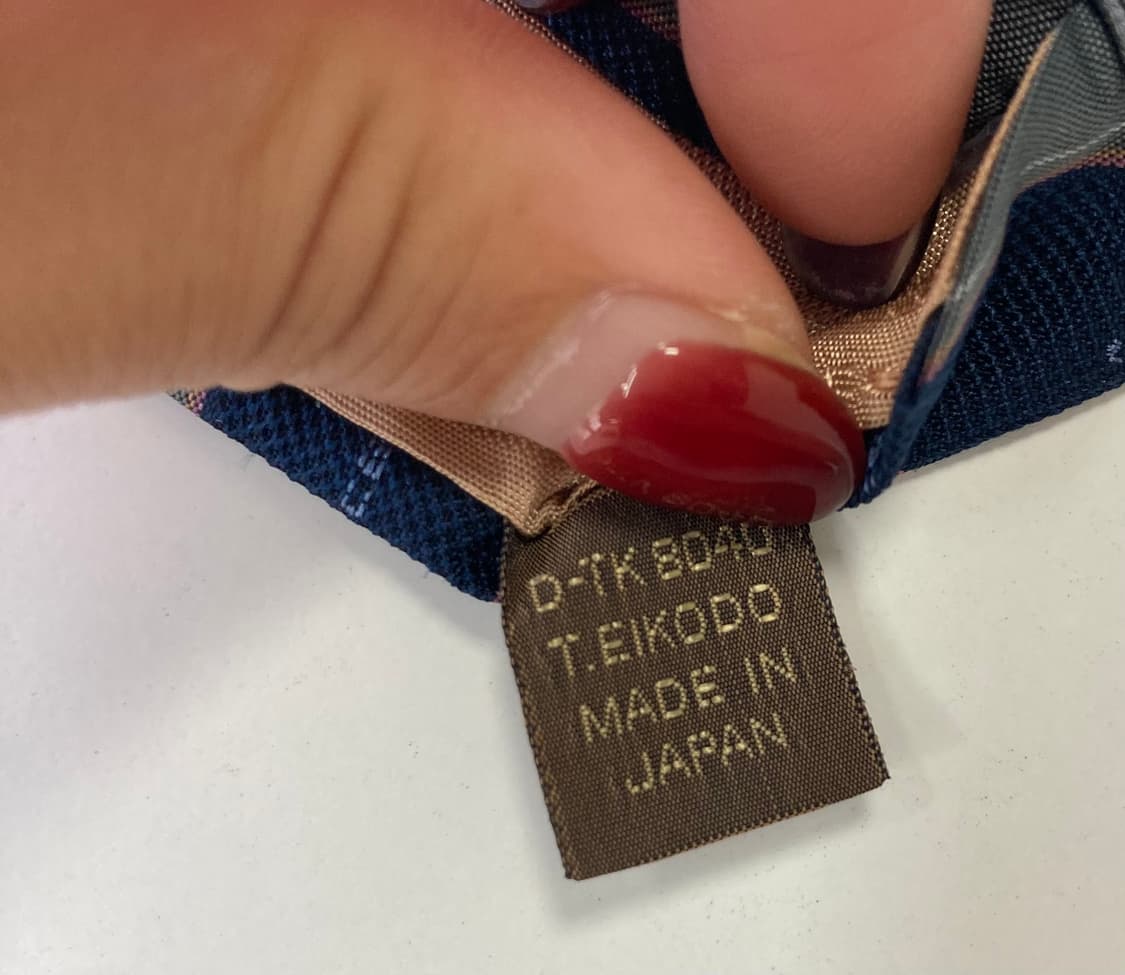 D-TK 8040
T.EIKODO
MADE IN
JAPAN